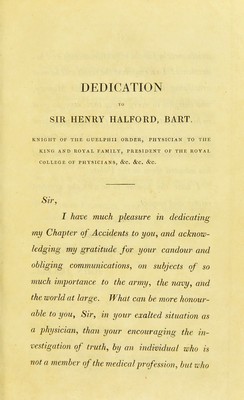 DEDICATION
TO
SIR HENRY HALFORD, BART.
KNIGHT OF THE GUELPHIC ORDER, PHYSICIAN TO THE
KING AND ROYAL FAMILY, PRESIDENT OF THE ROYAL
COLLEGE OF PHYSICIANS, &c. &c. &c.
Sir,
I have much pleasure in dedicating
my Chapter of Accidents to you, and acknow-
ledging my gratitude for your candour and
obliging communications, on subjects of so
much importance to the army, the navy, and
the world at large. What can be more honour-
able to you, Sir, in your exalted situation as
a physician, than your encouraging the in-
vestigation of truth, by an individual who is
not a member of the medical profession, but who